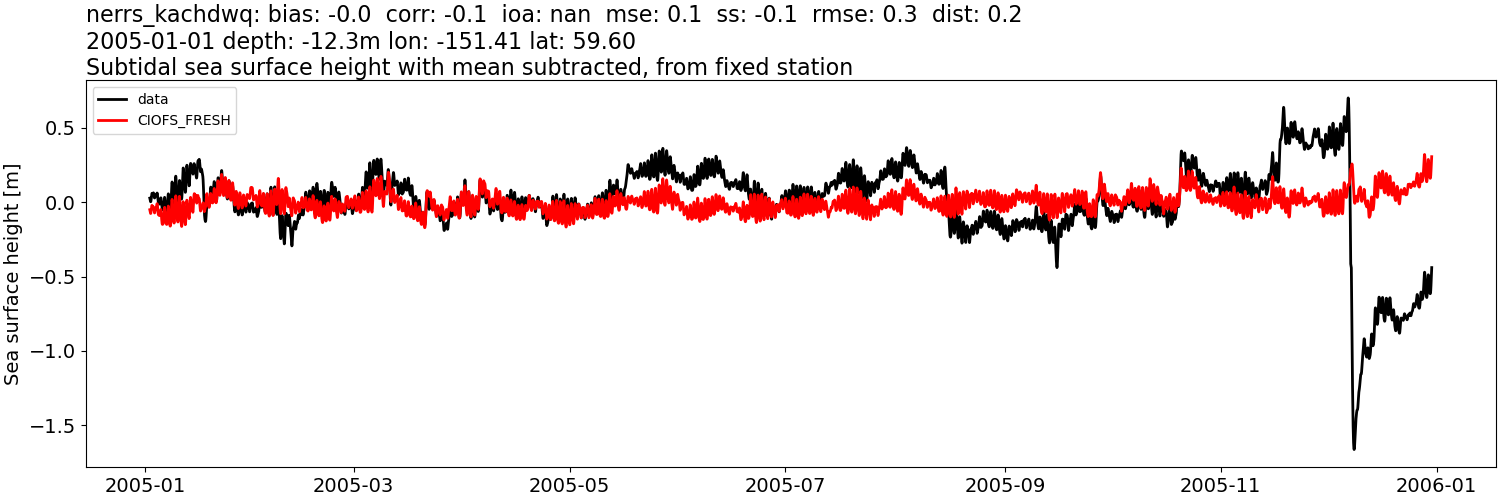 nerrs_kachdwq: bias: -0.0  corr: -0.1  ioa: nan  mse: 0.1  ss: -0.1  rmse: 0.3  dist: 0.2
2005-01-01 depth: -12.3m lon: -151.41 lat: 59.60
Subtidal sea surface height with mean subtracted, from fixed station
data
CIOFS_FRESH
Sea surface height [m]
0.5
0.0
−0.5
−1.0
−1.5
2005-01
2005-03
2005-05
2005-07
2005-09
2005-11
2006-01